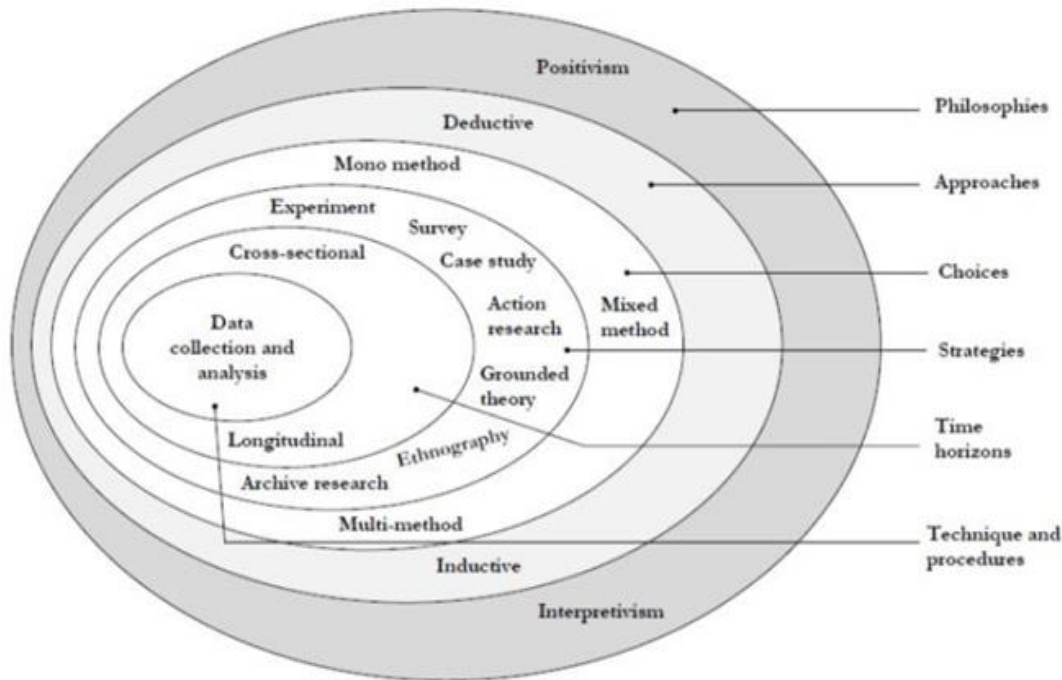 Positivism
Philosophies
Deductive
Approaches
Mono method
Experiment
Survey
Cross-sectional
Case study
Choices
Action
research
Mixed
method
Data
collection and
analysis
Strategies
Grounded
theory
Time
horizons
Longitudinal
Ethnography
Archive research
Multi-method
Technique and
procedures
Inductive
Interpretivism